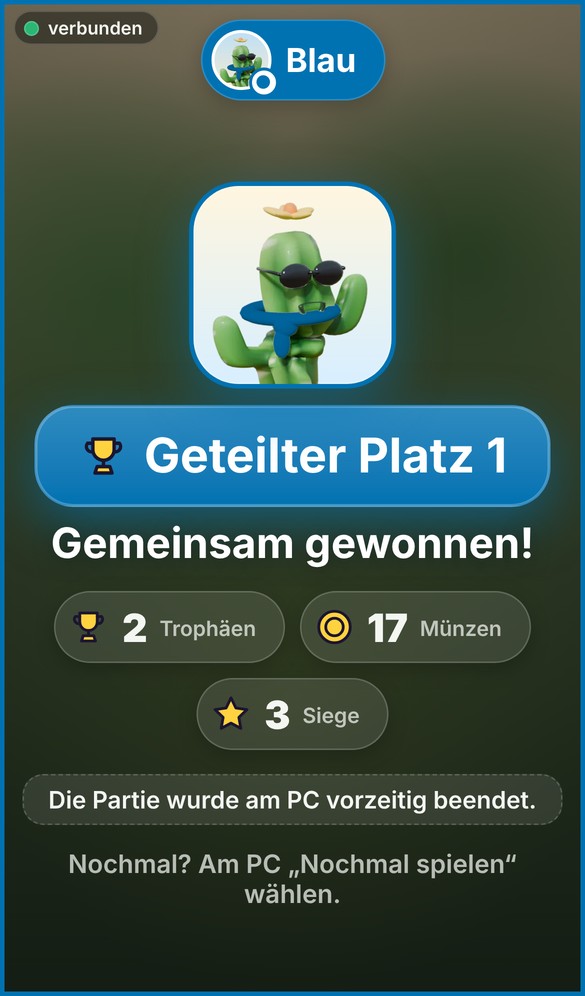 verbunden
Blau
Geteilter Platz 1
Gemeinsam gewonnen!
2 Trophäen
17 Münzen
3 Siege
Die Partie wurde am PC vorzeitig beendet.
Nochmal? Am PC „Nochmal spielen“
wählen.